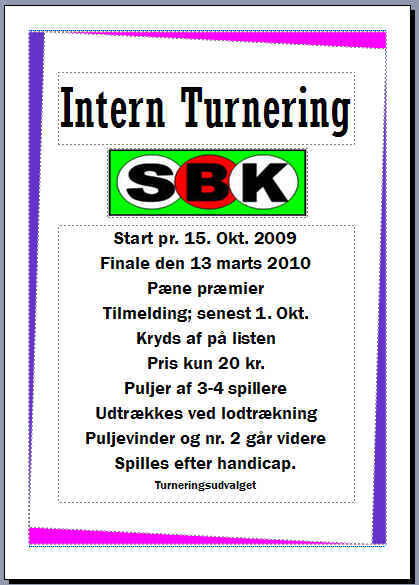 Intern Turnering
SBK
Start pr. 15. Okt. 2009
Finale den 13 marts 2010
Pæne præmier
Tilmelding; senest 1. Okt.
Kryds af på listen
Pris kun 20 kr.
Puljer af 3-4 spillere
Udtrækkes ved lodtrækning
Puljevinder og nr. 2 går videre
Spilles efter handicap.
Turneringsudvalget